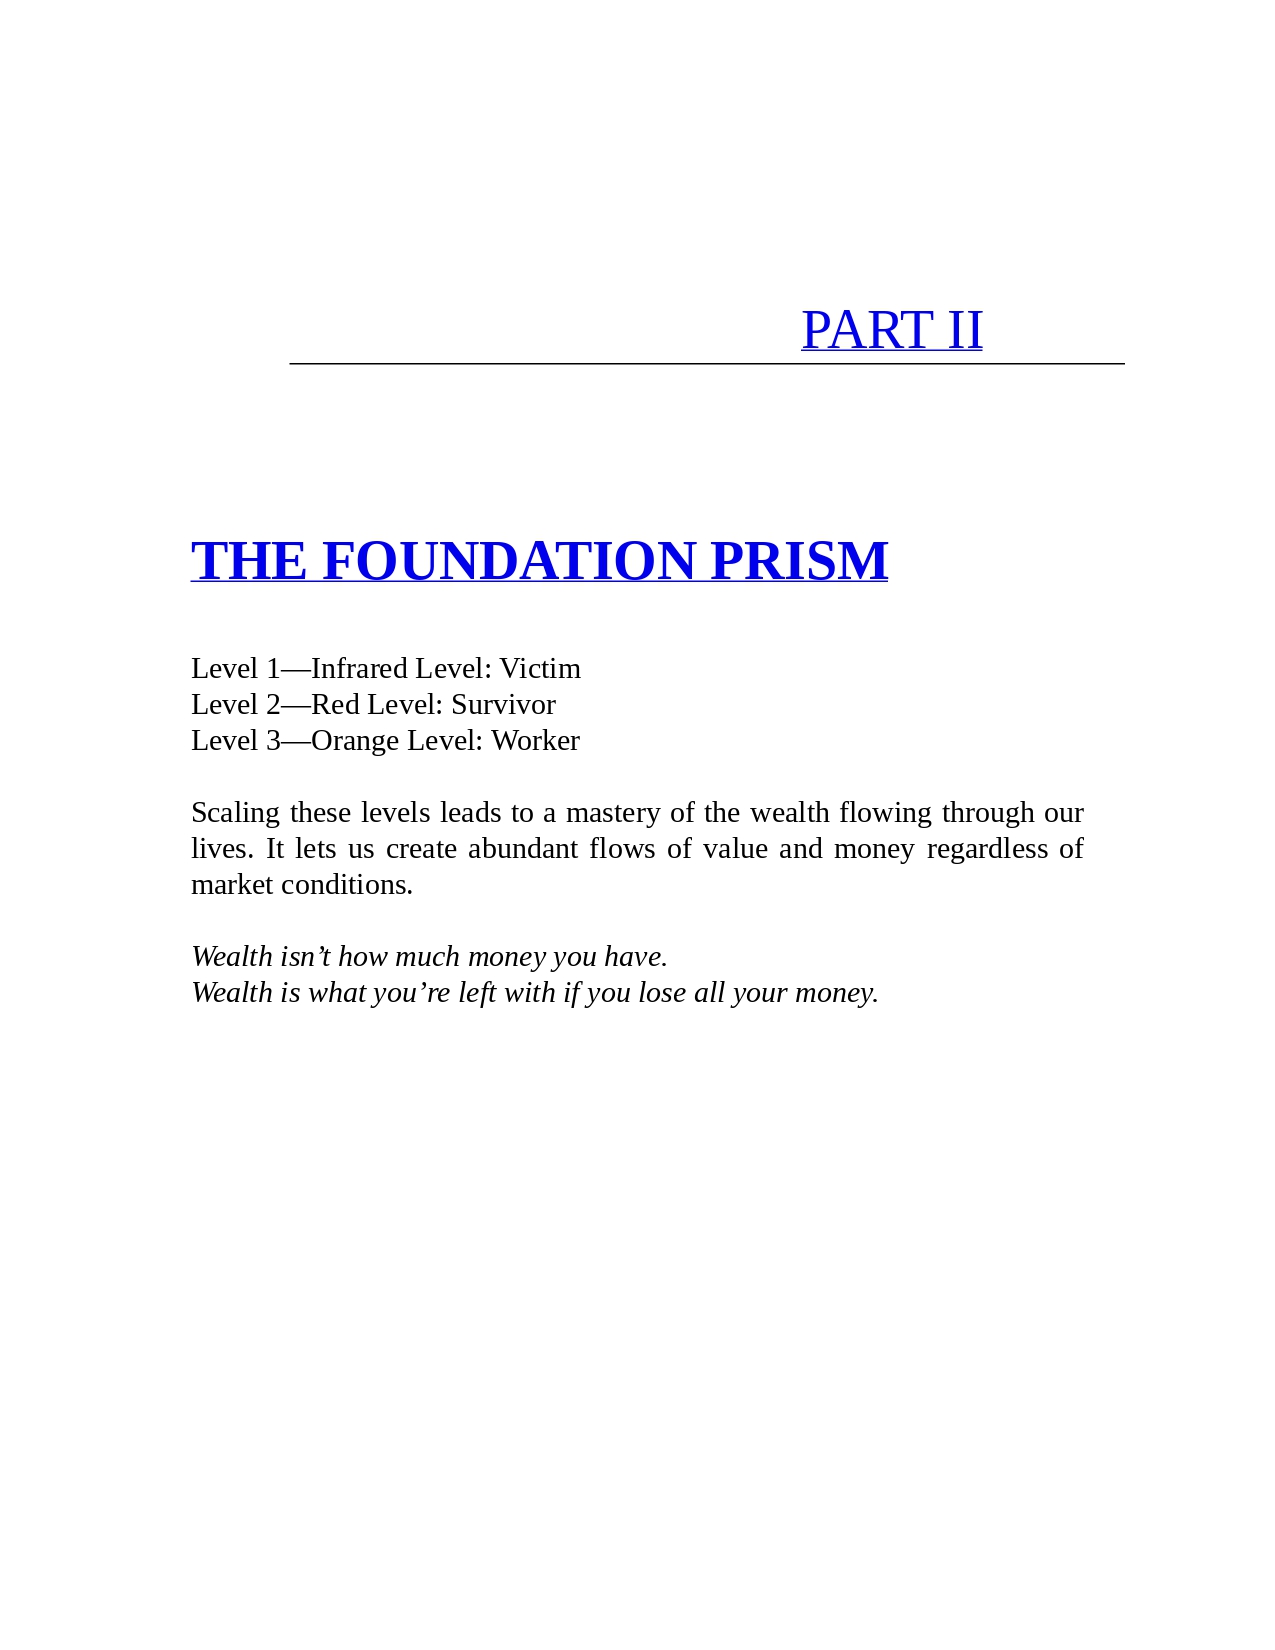 PART II
THE FOUNDATION PRISM
Level 1—Infrared Level: Victim
Level 2—Red Level: Survivor
Level 3—Orange Level: Worker
Scaling these levels leads to a mastery of the wealth flowing through our
lives. It lets us create abundant flows of value and money regardless of
market conditions.
Wealth isn’t how much money you have.
Wealth is what you’re left with if you lose all your money.